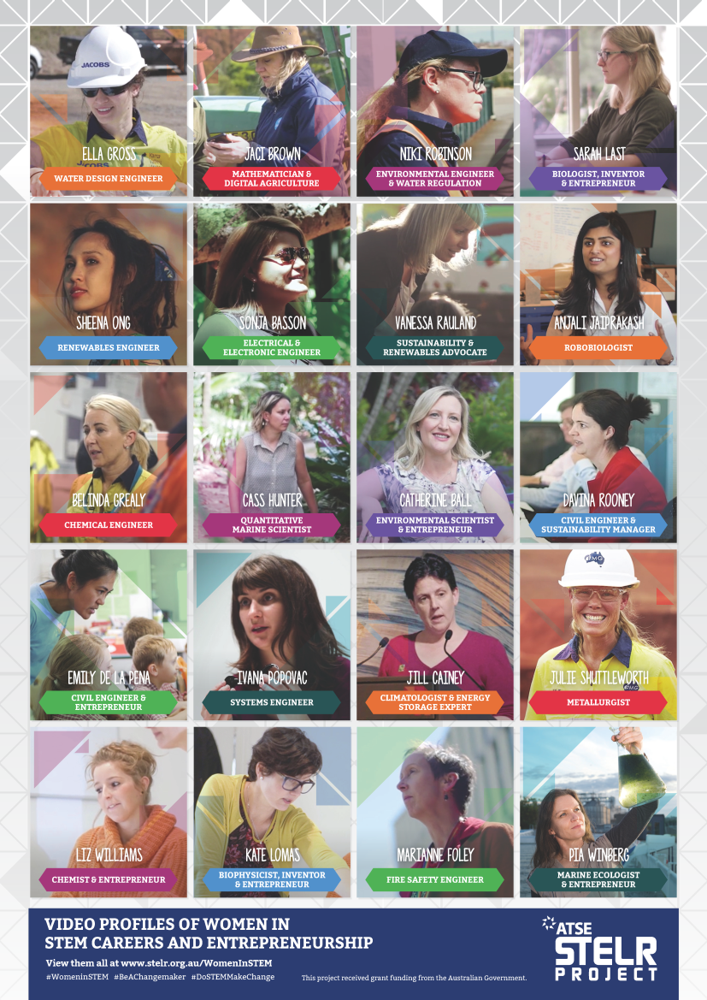 JACOBS
ELLA GROSS
WATER DESIGN ENGINEER
JACI BROWN
MATHEMATICIAN &
DIGITAL AGRICULTURE
NIKI ROBINSON
ENVIRONMENTAL ENGINEER
& WATER REGULATION
SARAH LAST
BIOLOGIST, INVENTOR
& ENTREPRENEUR
SHEENA ONG
RENEWABLES ENGINEER
SONJA BASSON
ELECTRICAL &
ELECTRONIC ENGINEER
VANESSA RAULAND
SUSTAINABILITY &
RENEWABLES ADVOCATE
ANJALI JAIPRAKASH
ROBOBIOLOGIST
BELINDA GREALY
CHEMICAL ENGINEER
CASS HUNTER
QUANTITATIVE
MARINE SCIENTIST
CATHERINE BALL
ENVIRONMENTAL SCIENTIST
& ENTREPRENEUR
DAVINA ROONEY
CIVIL ENGINEER &
SUSTAINABILITY MANAGER
EMILY DE LA PENA
CIVIL ENGINEER &
ENTREPRENEUR
IVANA POPOVAC
SYSTEMS ENGINEER
JILL CAINEY
CLIMATOLOGIST & ENERGY
STORAGE EXPERT
JULIE SHUTTLEWORTH
METALLURGIST
LIZ WILLIAMS
CHEMIST & ENTREPRENEUR
KATE LOMAS
BIOPHYSICIST, INVENTOR
& ENTREPRENEUR
MARIANNE FOLEY
FIRE SAFETY ENGINEER
PIA WINBERG
MARINE ECOLOGIST
& ENTREPRENEUR
VIDEO PROFILES OF WOMEN IN
STEM CAREERS AND ENTREPRENEURSHIP
View them all at www.stelr.org.au/WomenInSTEM
#WomeninSTEM #BeAChangemaker #DoSTEMMakeChange
This project received grant funding from the Australian Government.
ATSE
STELR
PROJECT